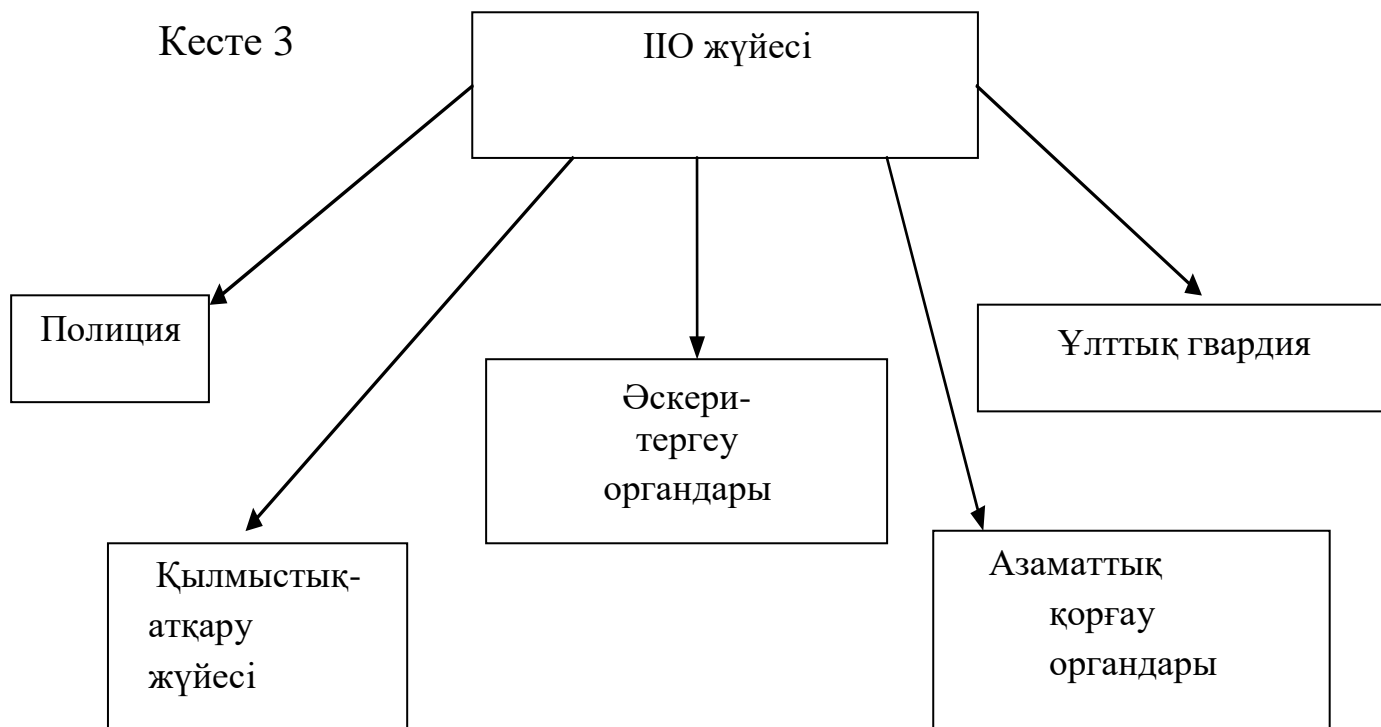 Кесте 3
ІІО жүйесі
Полиция
Ұлттық гвардия
Әскери-
тергеу
органдары
Қылмыстық-
атқару
жүйесі
Азаматтық
қорғау
органдары